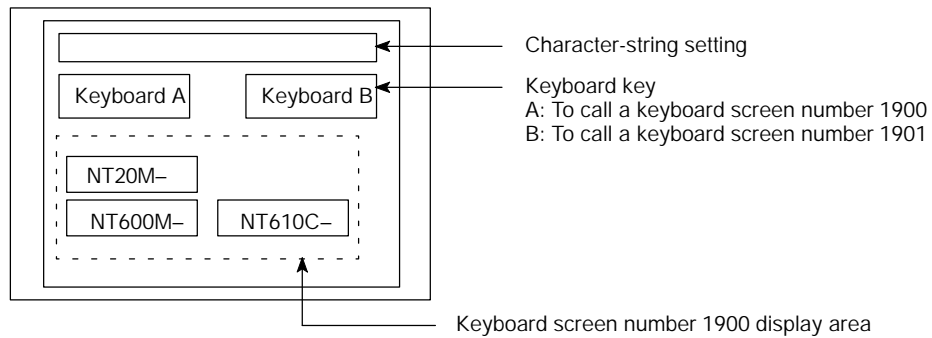 Character-string setting
Keyboard A
Keyboard B
Keyboard key
A: To call a keyboard screen number 1900
B: To call a keyboard screen number 1901
NT20M–
NT600M–
NT610C–
Keyboard screen number 1900 display area